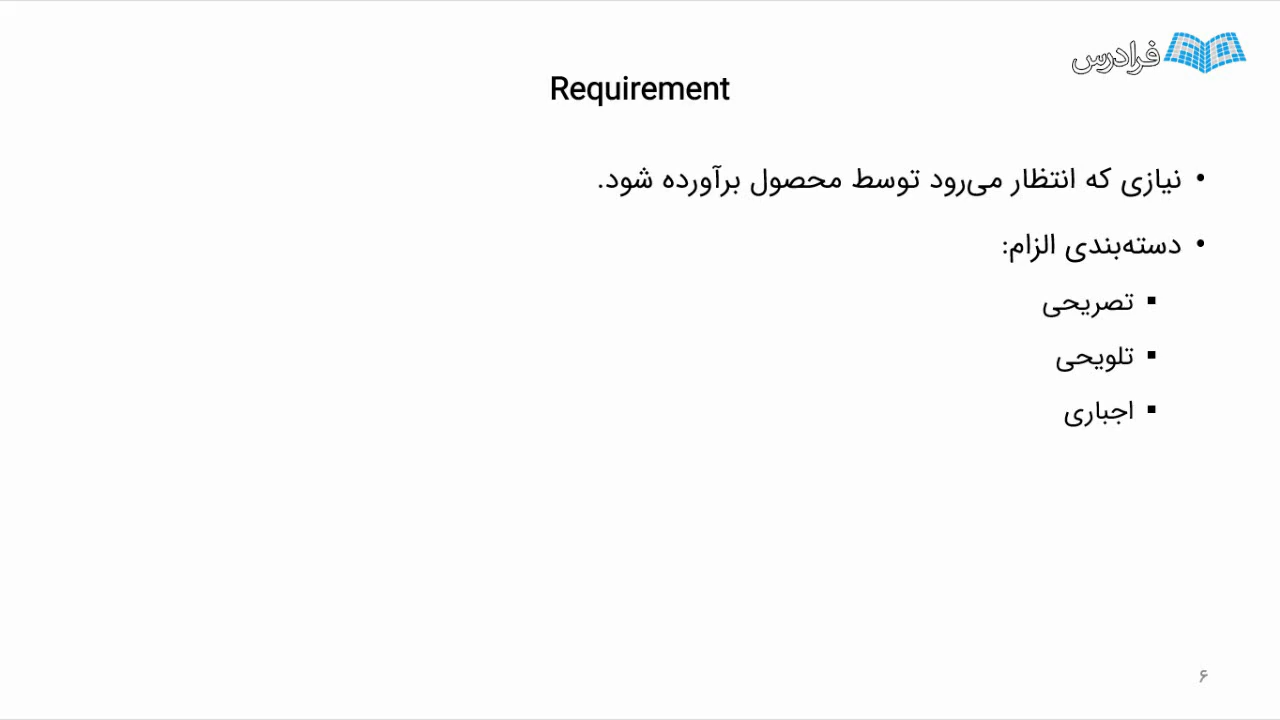 فرادرس
Requirement
• نیازی که انتظار می‌رود توسط محصول برآورده شود.
• دسته‌بندی الزام:
▪ تصریحی
▪ تلویحی
▪ اجباری
۶